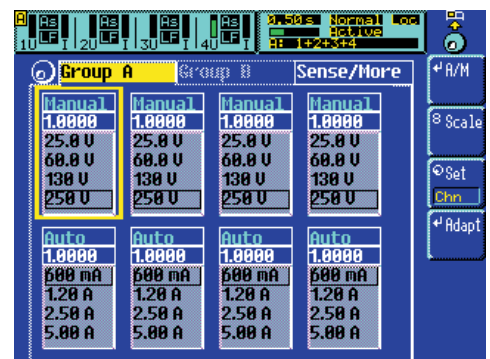 A As As As As 0.50s Normal Loc
Active
1U LF I 2U LF I 3U LF I 4U LF I A: 1+2+3+4
Group A Group B Sense/More
A/M
Manual Manual Manual Manual
1.0000 1.0000 1.0000 1.0000
8 Scale
25.0 V 25.0 V 25.0 V 25.0 V
60.0 V 60.0 V 60.0 V 60.0 V
130 V 130 V 130 V 130 V
Set
250 V 250 V 250 V 250 V
Chn
Adapt
Auto Auto Auto Auto
1.0000 1.0000 1.0000 1.0000
600 mA 600 mA 600 mA 600 mA
1.20 A 1.20 A 1.20 A 1.20 A
2.50 A 2.50 A 2.50 A 2.50 A
5.00 A 5.00 A 5.00 A 5.00 A